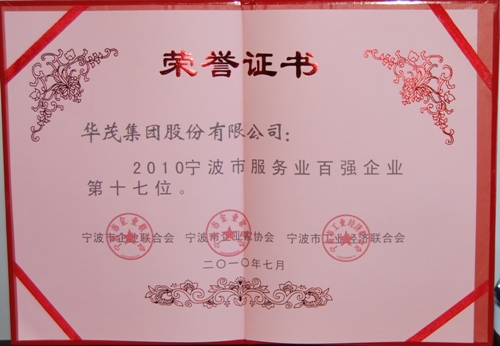 荣誉证书
华茂集团股份有限公司：
2010宁波市服务业百强企业
第十七位。
宁波市企业联合会 宁波市企业家协会 宁波市工业经济联合会
二〇一〇年七月